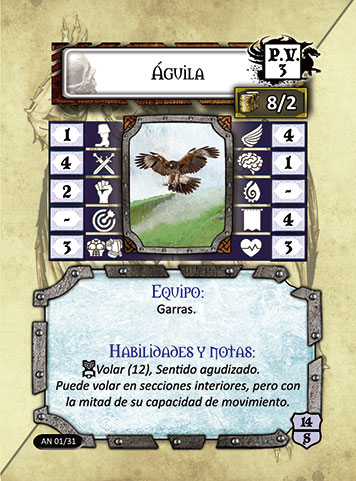 ÁGUILA
P.V.
3
8/2
1 4
4 1
2 -
- 4
3 3
EQUIPO:
Garras.
HABILIDADES Y NOTAS:
Volar (12), Sentido agudizado.
Puede volar en secciones interiores, pero con
la mitad de su capacidad de movimiento.
AN 01/31
14
S